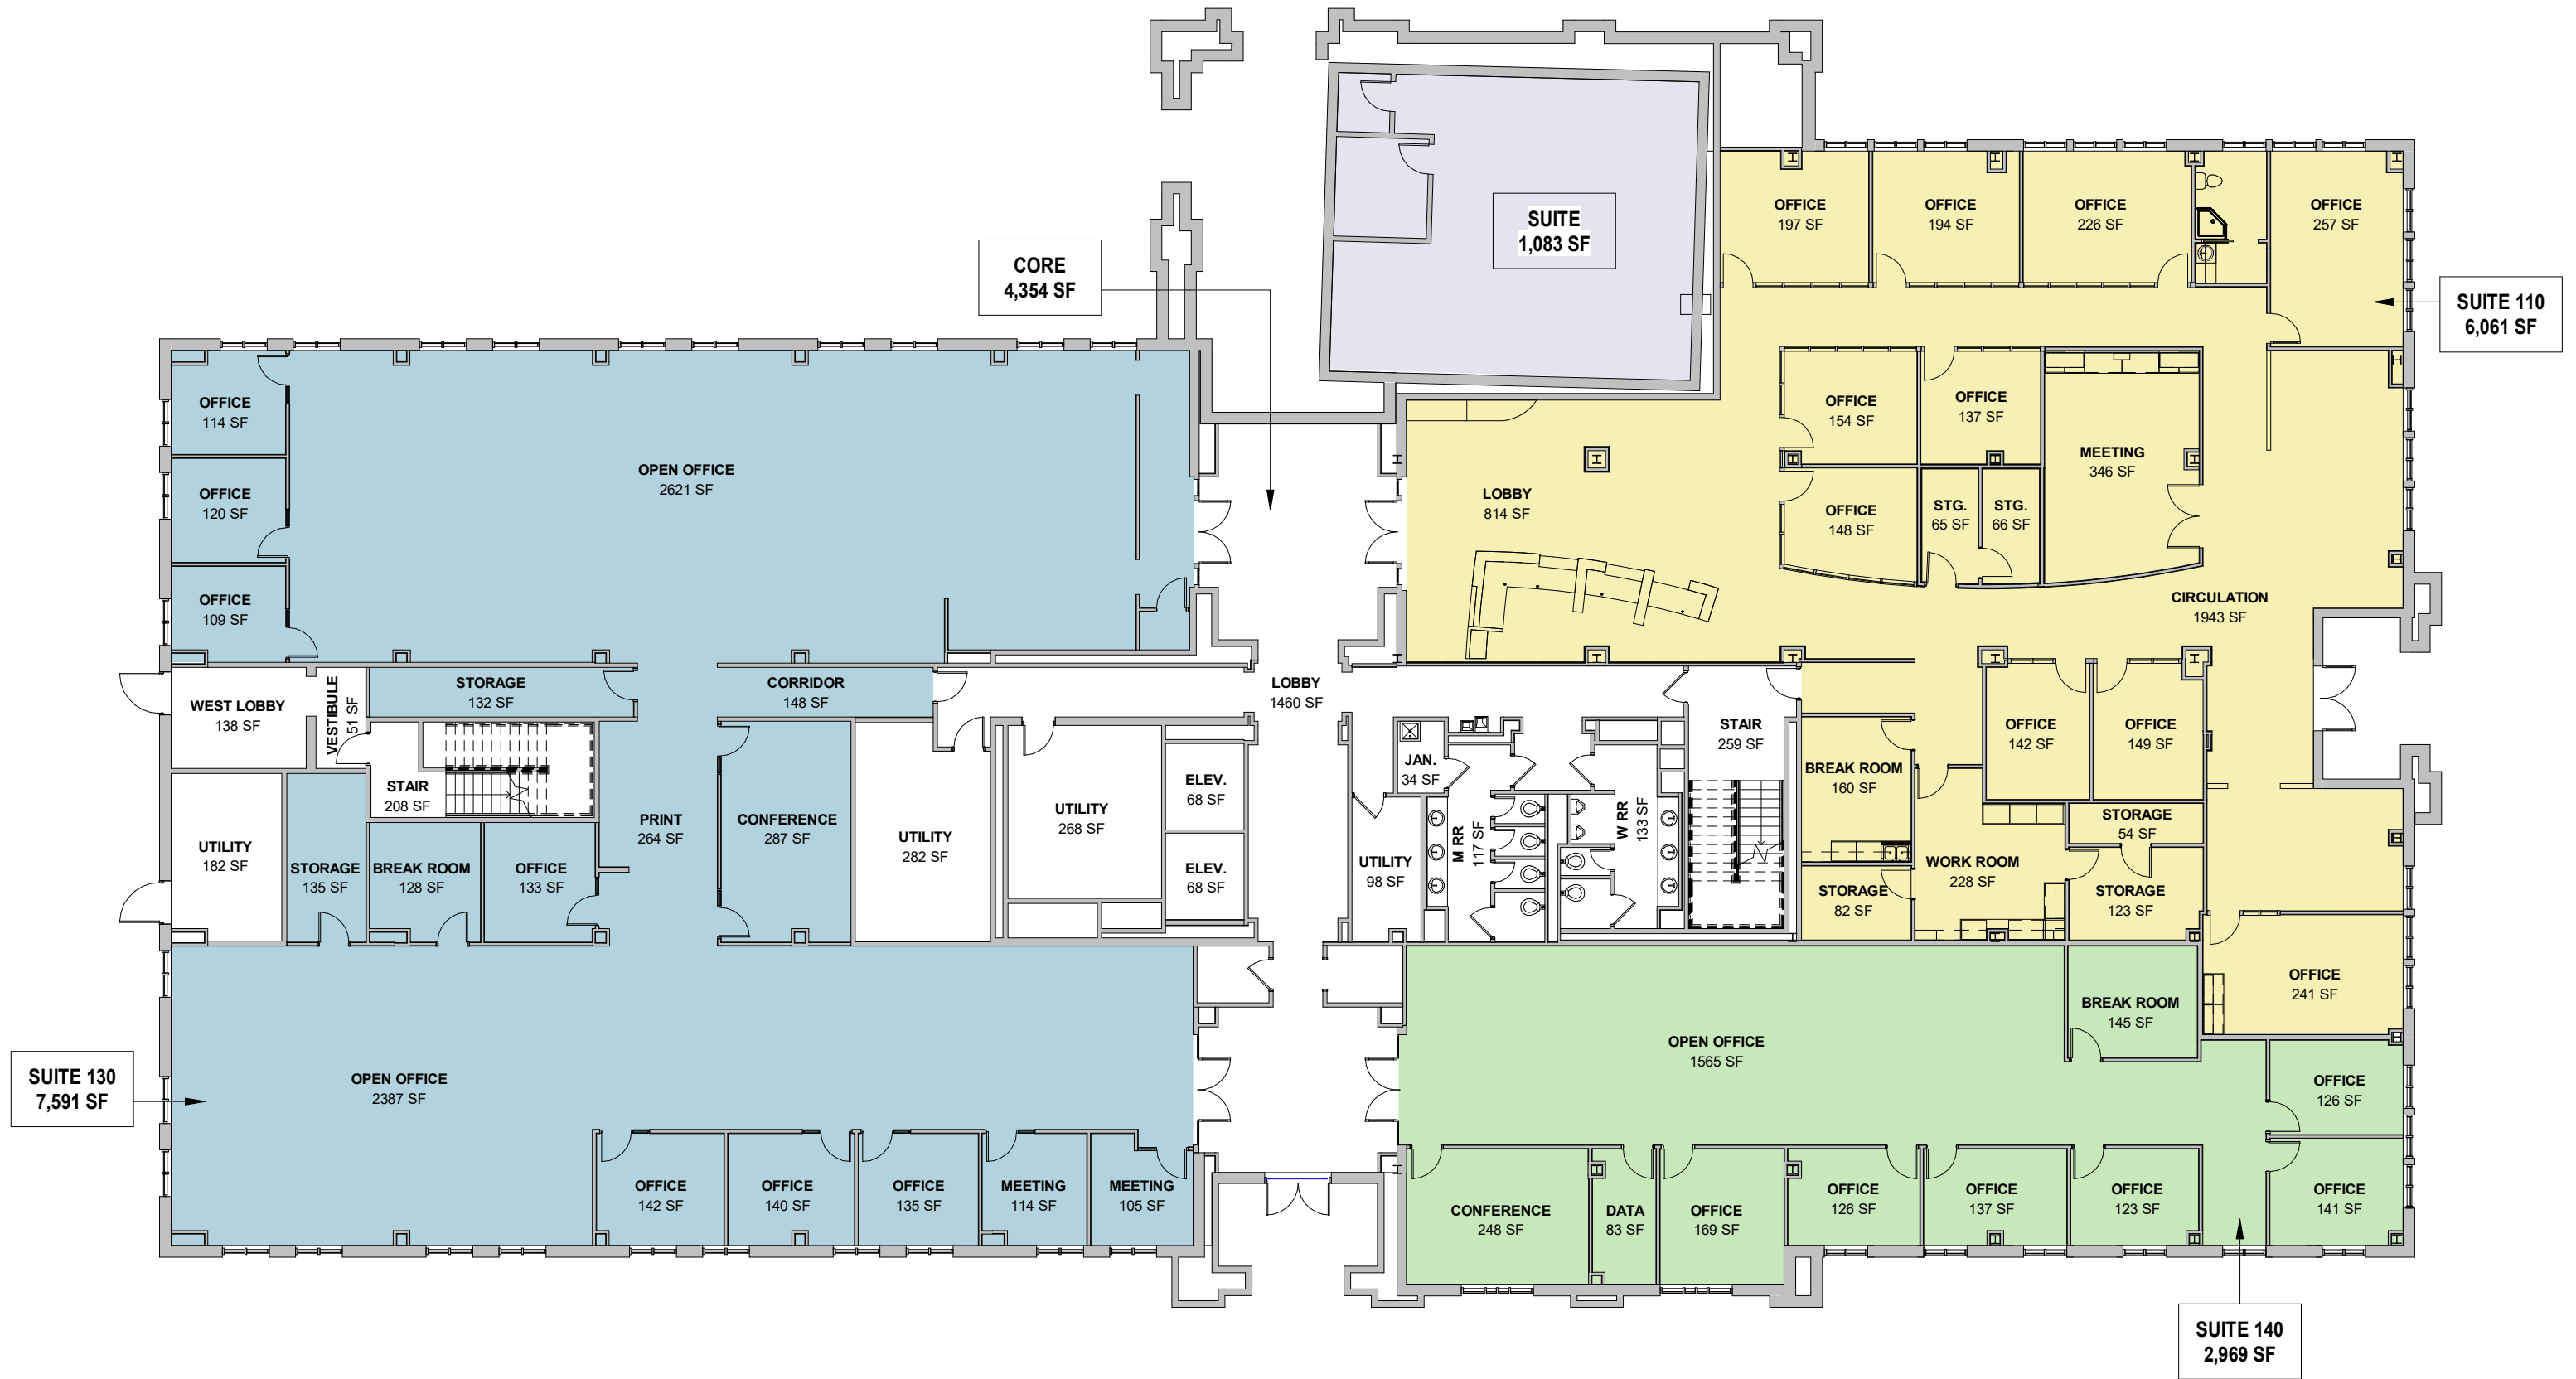 SUITE
1,083 SF
CORE
4,354 SF
SUITE 110
6,061 SF
SUITE 130
7,591 SF
SUITE 140
2,969 SF
OFFICE
197 SF
OFFICE
194 SF
OFFICE
226 SF
OFFICE
257 SF
OFFICE
114 SF
OFFICE
120 SF
OFFICE
109 SF
OPEN OFFICE
2621 SF
LOBBY
814 SF
OFFICE
154 SF
OFFICE
137 SF
OFFICE
148 SF
STG.
65 SF
STG.
66 SF
MEETING
346 SF
CIRCULATION
1943 SF
WEST LOBBY
138 SF
VESTIBULE
51 SF
STORAGE
132 SF
CORRIDOR
148 SF
LOBBY
1460 SF
STAIR
208 SF
UTILITY
182 SF
STORAGE
135 SF
BREAK ROOM
128 SF
OFFICE
133 SF
PRINT
264 SF
CONFERENCE
287 SF
UTILITY
282 SF
UTILITY
268 SF
ELEV.
68 SF
ELEV.
68 SF
UTILITY
98 SF
JAN.
34 SF
M RR
117 SF
W RR
133 SF
STAIR
259 SF
BREAK ROOM
160 SF
STORAGE
82 SF
WORK ROOM
228 SF
OFFICE
142 SF
OFFICE
149 SF
STORAGE
54 SF
STORAGE
123 SF
OFFICE
241 SF
OPEN OFFICE
2387 SF
OFFICE
142 SF
OFFICE
140 SF
OFFICE
135 SF
MEETING
114 SF
MEETING
105 SF
OPEN OFFICE
1565 SF
BREAK ROOM
145 SF
OFFICE
126 SF
OFFICE
141 SF
CONFERENCE
248 SF
DATA
83 SF
OFFICE
169 SF
OFFICE
126 SF
OFFICE
137 SF
OFFICE
123 SF